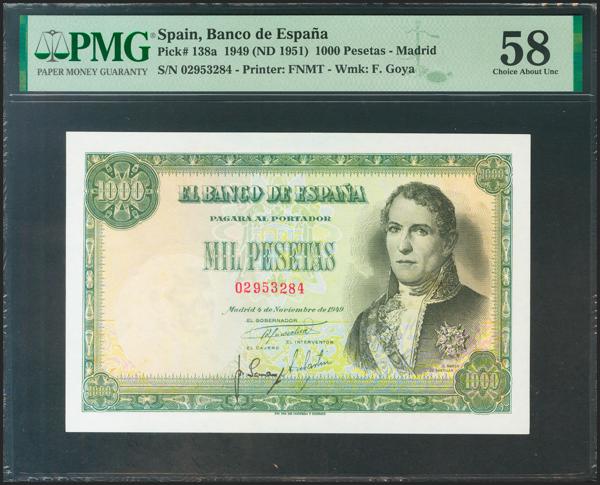 PMG
PAPER MONEY GUARANTY
Spain, Banco de España
Pick# 138a 1949 (ND 1951) 1000 Pesetas - Madrid
S/N 02953284 - Printer: FNMT - Wmk: F. Goya
58
Choice About Unc
1000
1000
EL BANCO DE ESPAÑA
PAGARA AL PORTADOR
MIL PESETAS
02953284
Madrid 4 de Noviembre de 1949
EL GOBERNADOR
EL CAJERO
EL INTERVENTOR
1000
1000